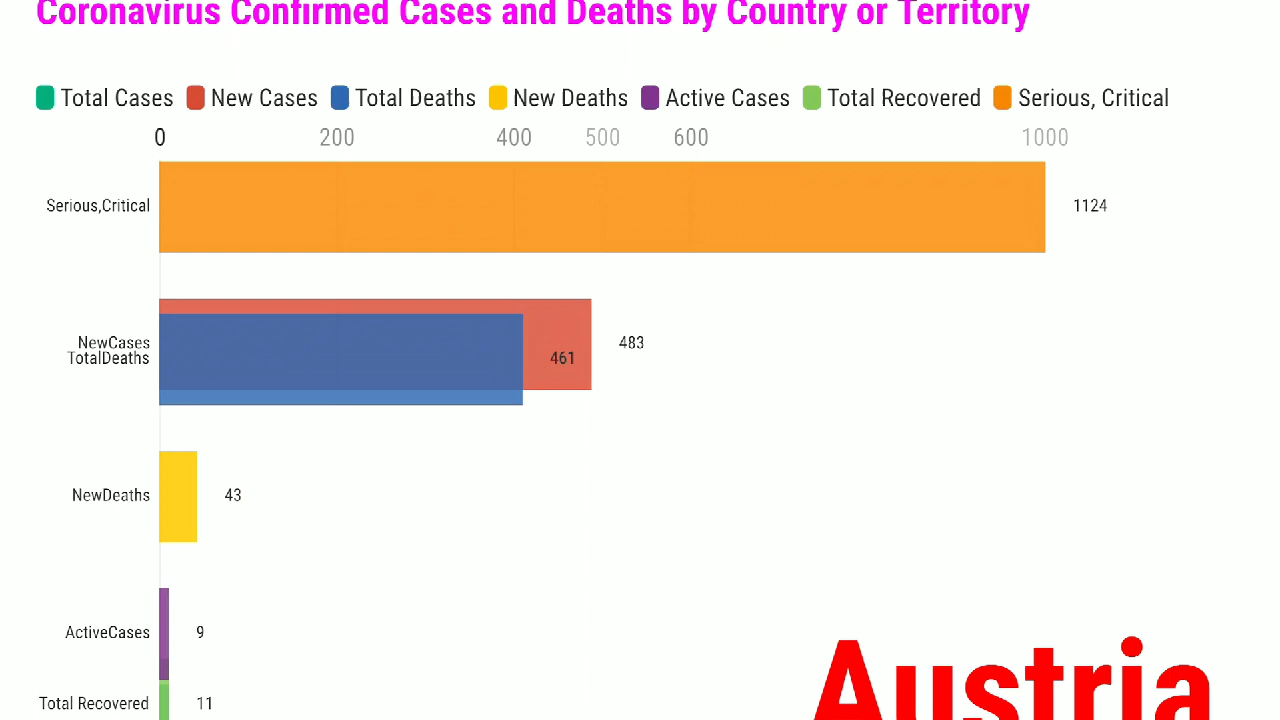 Coronavirus Confirmed Cases and Deaths by Country or Territory
Total Cases New Cases Total Deaths New Deaths Active Cases Total Recovered Serious, Critical
0 200 400 500 600 1000
Serious,Critical 1124
NewCases 483
TotalDeaths 461
NewDeaths 43
ActiveCases 9
Total Recovered 11
Austria